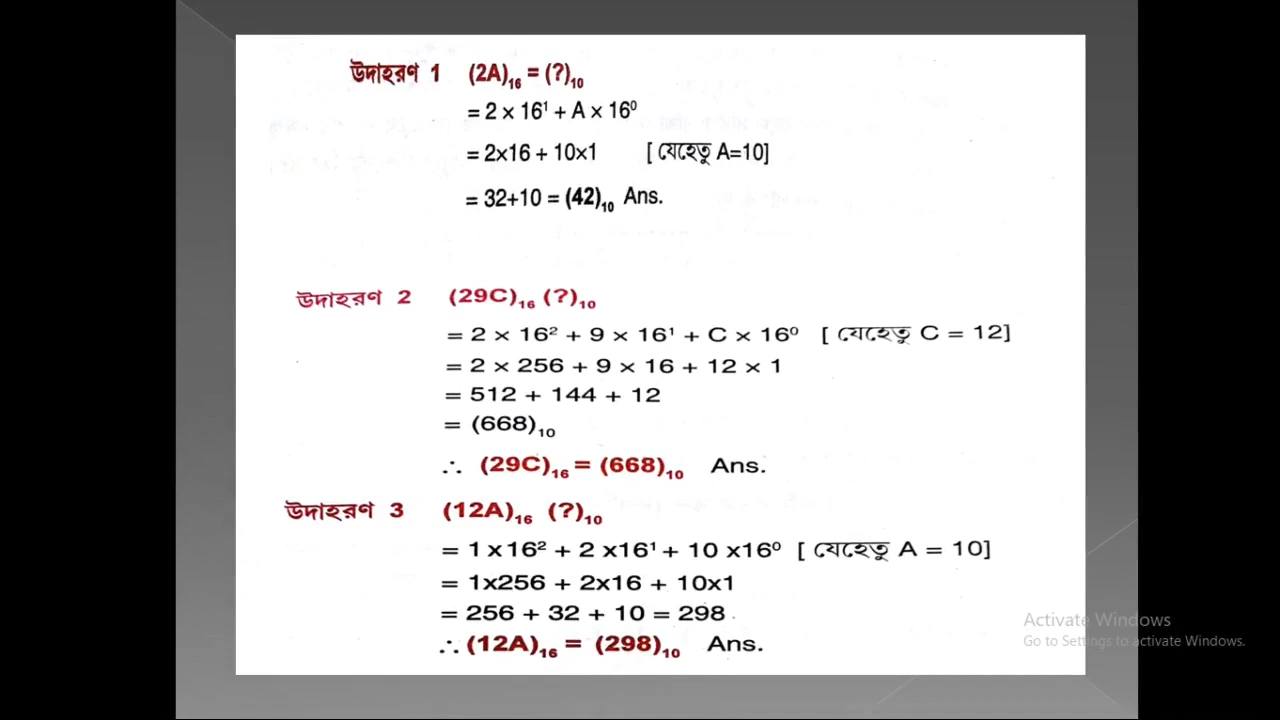 উদাহরণ 1 (2A)₁₆ = (?)₁₀
= 2 × 16¹ + A × 16⁰
= 2×16 + 10×1 [ যেহেতু A=10]
= 32+10 = (42)₁₀ Ans.
উদাহরণ 2 (29C)₁₆ (?)₁₀
= 2 × 16² + 9 × 16¹ + C × 16⁰ [ যেহেতু C = 12]
= 2 × 256 + 9 × 16 + 12 × 1
= 512 + 144 + 12
= (668)₁₀
∴ (29C)₁₆ = (668)₁₀ Ans.
উদাহরণ 3 (12A)₁₆ (?)₁₀
= 1 x16² + 2 x16¹ + 10 x16⁰ [ যেহেতু A = 10]
= 1x256 + 2x16 + 10x1
= 256 + 32 + 10 = 298
∴ (12A)₁₆ = (298)₁₀ Ans.
Activate Windows
Go to Settings to activate Windows.